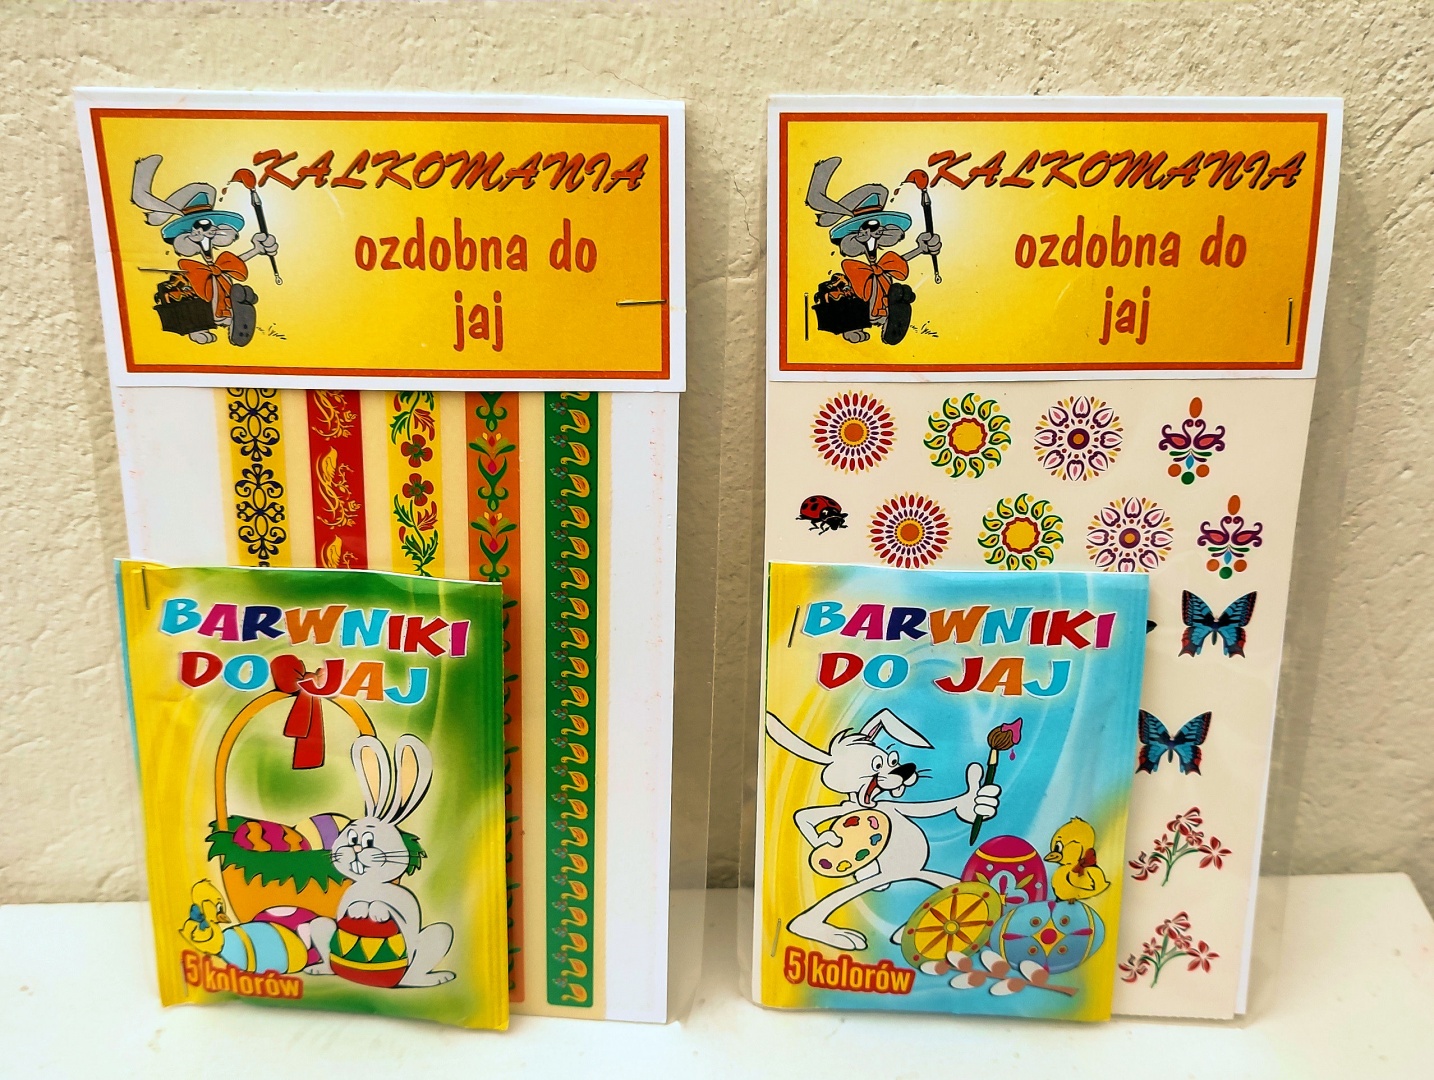 KALKOMANIA
ozdobna do
jaj
BARWNIKI
DO JAJ
5 kolorów
KALKOMANIA
ozdobna do
jaj
BARWNIKI
DO JAJ
5 kolorów